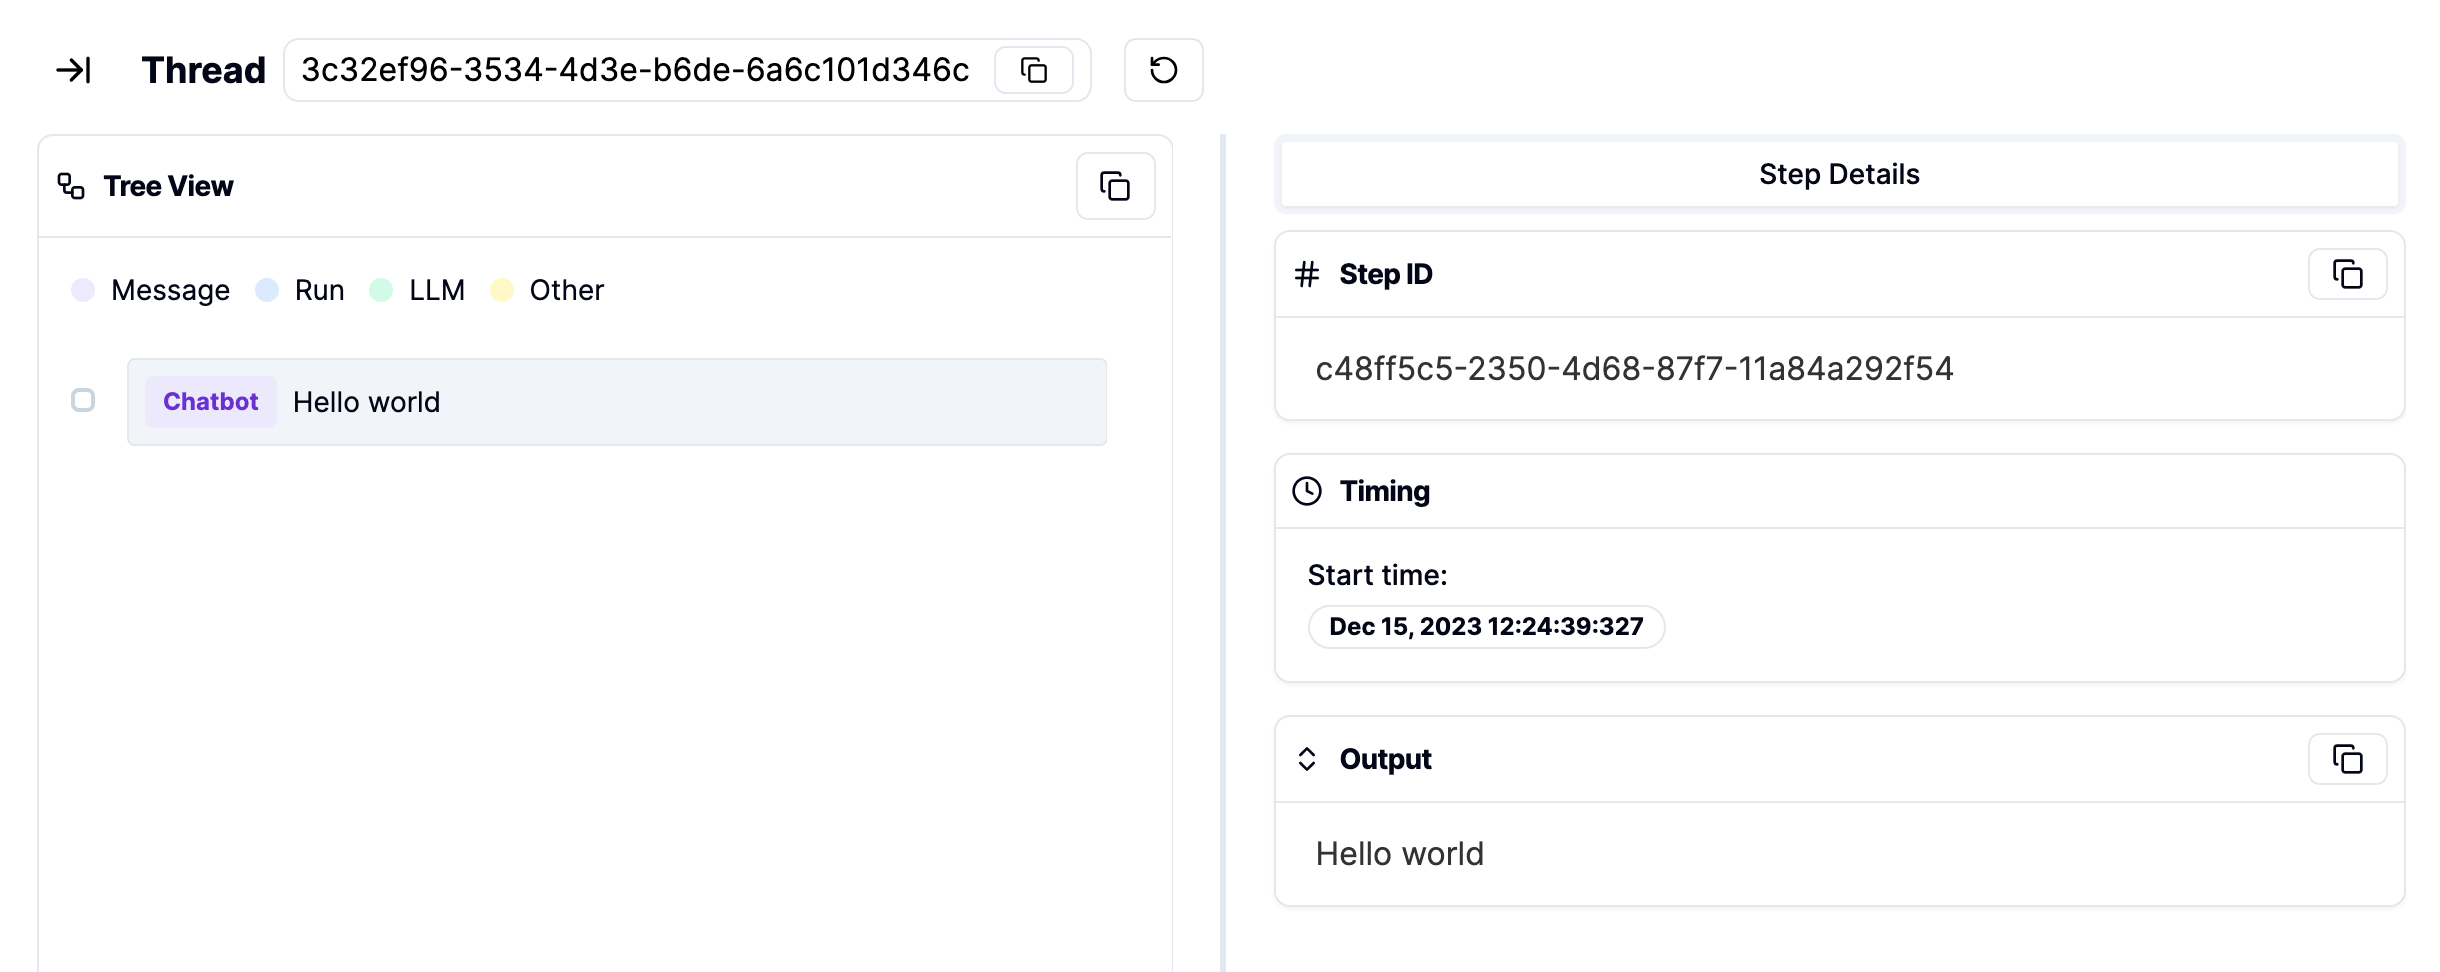 Thread 3c32ef96-3534-4d3e-b6de-6a6c101d346c
Tree View
Message Run LLM Other
Chatbot Hello world
Step Details
# Step ID
c48ff5c5-2350-4d68-87f7-11a84a292f54
Timing
Start time:
Dec 15, 2023 12:24:39:327
Output
Hello world